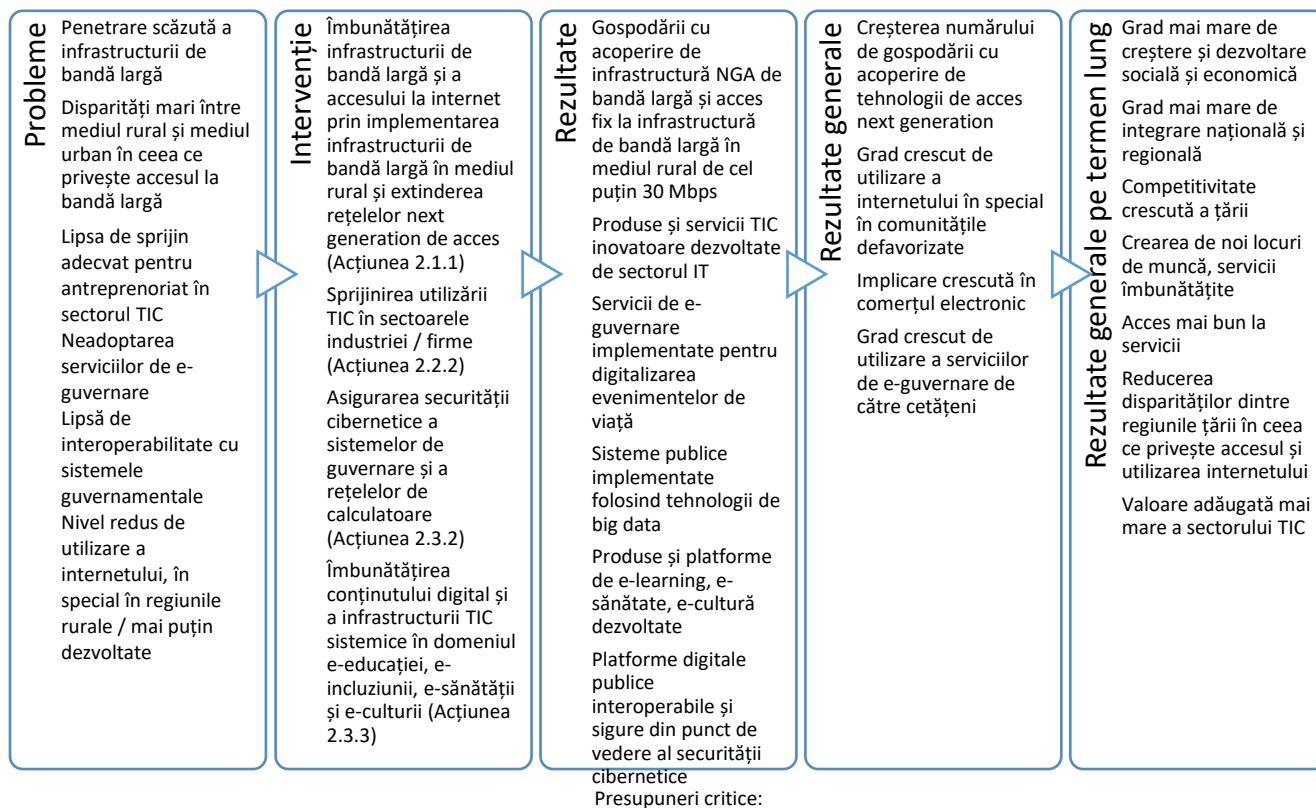 Probleme
Penetrare scăzută a
infrastructurii de
bandă largă
Disparități mari între
mediul rural și mediul
urban în ceea ce
privește accesul la
bandă largă
Lipsa de sprijin
adecvat pentru
antreprenoriat în
sectorul TIC
Neadoptarea
serviciilor de e-
guvernare
Lipsă de
interoperabilitate cu
sistemele
guvernamentale
Nivel redus de
utilizare a
internetului, în
special în regiunile
rurale / mai puțin
dezvoltate
Intervenție
Îmbunătățirea
infrastructurii de
bandă largă și a
accesului la internet
prin implementarea
infrastructurii de
bandă largă în mediul
rural și extinderea
rețelelor next
generation de acces
(Acțiunea 2.1.1)
Sprijinirea utilizării
TIC în sectoarele
industriei / firme
(Acțiunea 2.2.2)
Asigurarea securității
cibernetice a
sistemelor de
guvernare și a
rețelelor de
calculatoare
(Acțiunea 2.3.2)
Îmbunătățirea
conținutului digital și
a infrastructurii TIC
sistemice în domeniul
e-educației, e-
incluziunii, e-sănătății
și e-culturii (Acțiunea
2.3.3)
Rezultate
Gospodării cu
acoperire de
infrastructură NGA de
bandă largă și acces
fix la infrastructură
de bandă largă în
mediul rural de cel
puțin 30 Mbps
Produse și servicii TIC
inovatoare dezvoltate
de sectorul IT
Servicii de e-
guvernare
implementate pentru
digitalizarea
evenimentelor de
viață
Sisteme publice
implementate
folosind tehnologii de
big data
Produse și platforme
de e-learning, e-
sănătate, e-cultură
dezvoltate
Platforme digitale
publice
interoperabile și
sigure din punct de
vedere al securității
cibernetice
Rezultate generale
Creșterea numărului
de gospodării cu
acoperire de
tehnologii de acces
next generation
Grad crescut de
utilizare a
internetului în special
în comunitățile
defavorizate
Implicare crescută în
comerțul electronic
Grad crescut de
utilizare a serviciilor
de e-guvernare de
către cetățeni
Rezultate generale pe termen lung
Grad mai mare de
creștere și dezvoltare
socială și economică
Grad mai mare de
integrare națională și
regională
Competitivitate
crescută a țării
Crearea de noi locuri
de muncă, servicii
îmbunătățite
Acces mai bun la
servicii
Reducerea
disparităților dintre
regiunile țării în ceea
ce privește accesul și
utilizarea internetului
Valoare adăugată mai
mare a sectorului TIC
Presupuneri critice: